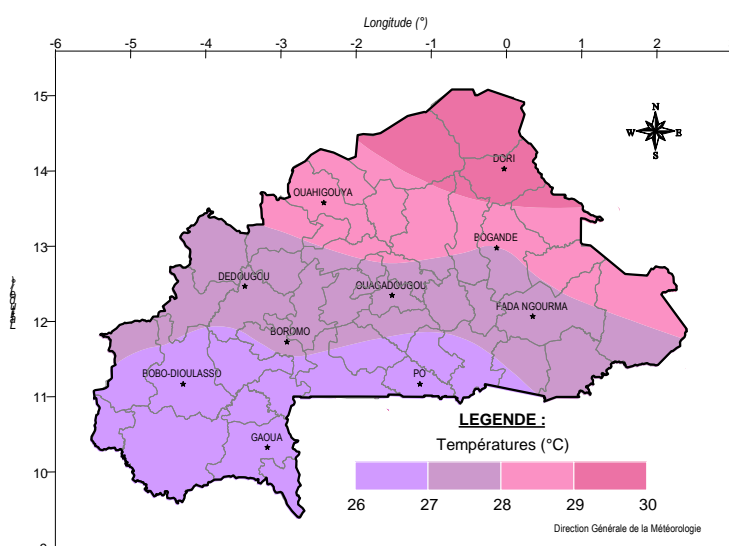 Longitude (°)
-6 -5 -4 -3 -2 -1 0 1 2
15
14
13
12
11
10
N
W E
S
DORI
OUAHIGOUYA
BOGANDE
DEDOUGOU
OUAGADOUGOU
FADA NGOURMA
BOROMO
BOBO-DIOULASSO
PO
GAOUA
LEGENDE :
Températures (°C)
26 27 28 29 30
Direction Générale de la Météorologie